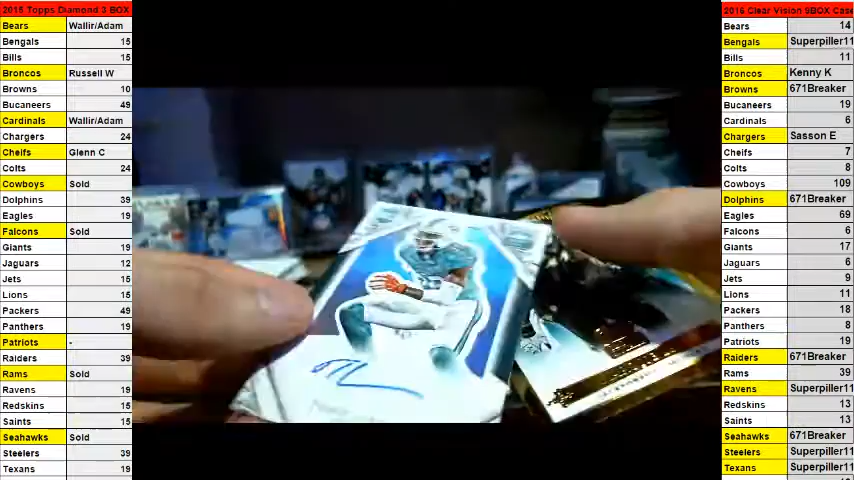 2015 Topps Diamond 3 BOX
Bears Wallir/Adam
Bengals 15
Bills 15
Broncos Russell W
Browns 10
Bucaneers 49
Cardinals Wallir/Adam
Chargers 24
Cheifs Glenn C
Colts 24
Cowboys Sold
Dolphins 39
Eagles 19
Falcons Sold
Giants 19
Jaguars 12
Jets 15
Lions 15
Packers 49
Panthers 19
Patriots -
Raiders 39
Rams Sold
Ravens 19
Redskins 15
Saints 15
Seahawks Sold
Steelers 39
Texans 19
2016 Clear Vision 9BOX Case
Bears 14
Bengals Superpiller11
Bills 11
Broncos Kenny K
Browns 671Breaker
Bucaneers 19
Cardinals 6
Chargers Sasson E
Cheifs 7
Colts 8
Cowboys 109
Dolphins 671Breaker
Eagles 69
Falcons 6
Giants 17
Jaguars 6
Jets 9
Lions 11
Packers 18
Panthers 8
Patriots 19
Raiders 671Breaker
Rams 39
Ravens Superpiller11
Redskins 13
Saints 13
Seahawks 671Breaker
Steelers Superpiller11
Texans Superpiller11